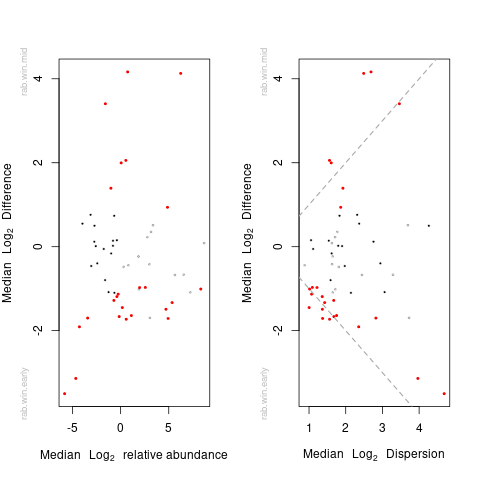 rab.win.mid
rab.win.early
Median Log2 Difference
4
2
0
-2
-5 0 5
Median Log2 relative abundance
rab.win.mid
rab.win.early
Median Log2 Difference
4
2
0
-2
1 2 3 4
Median Log2 Dispersion